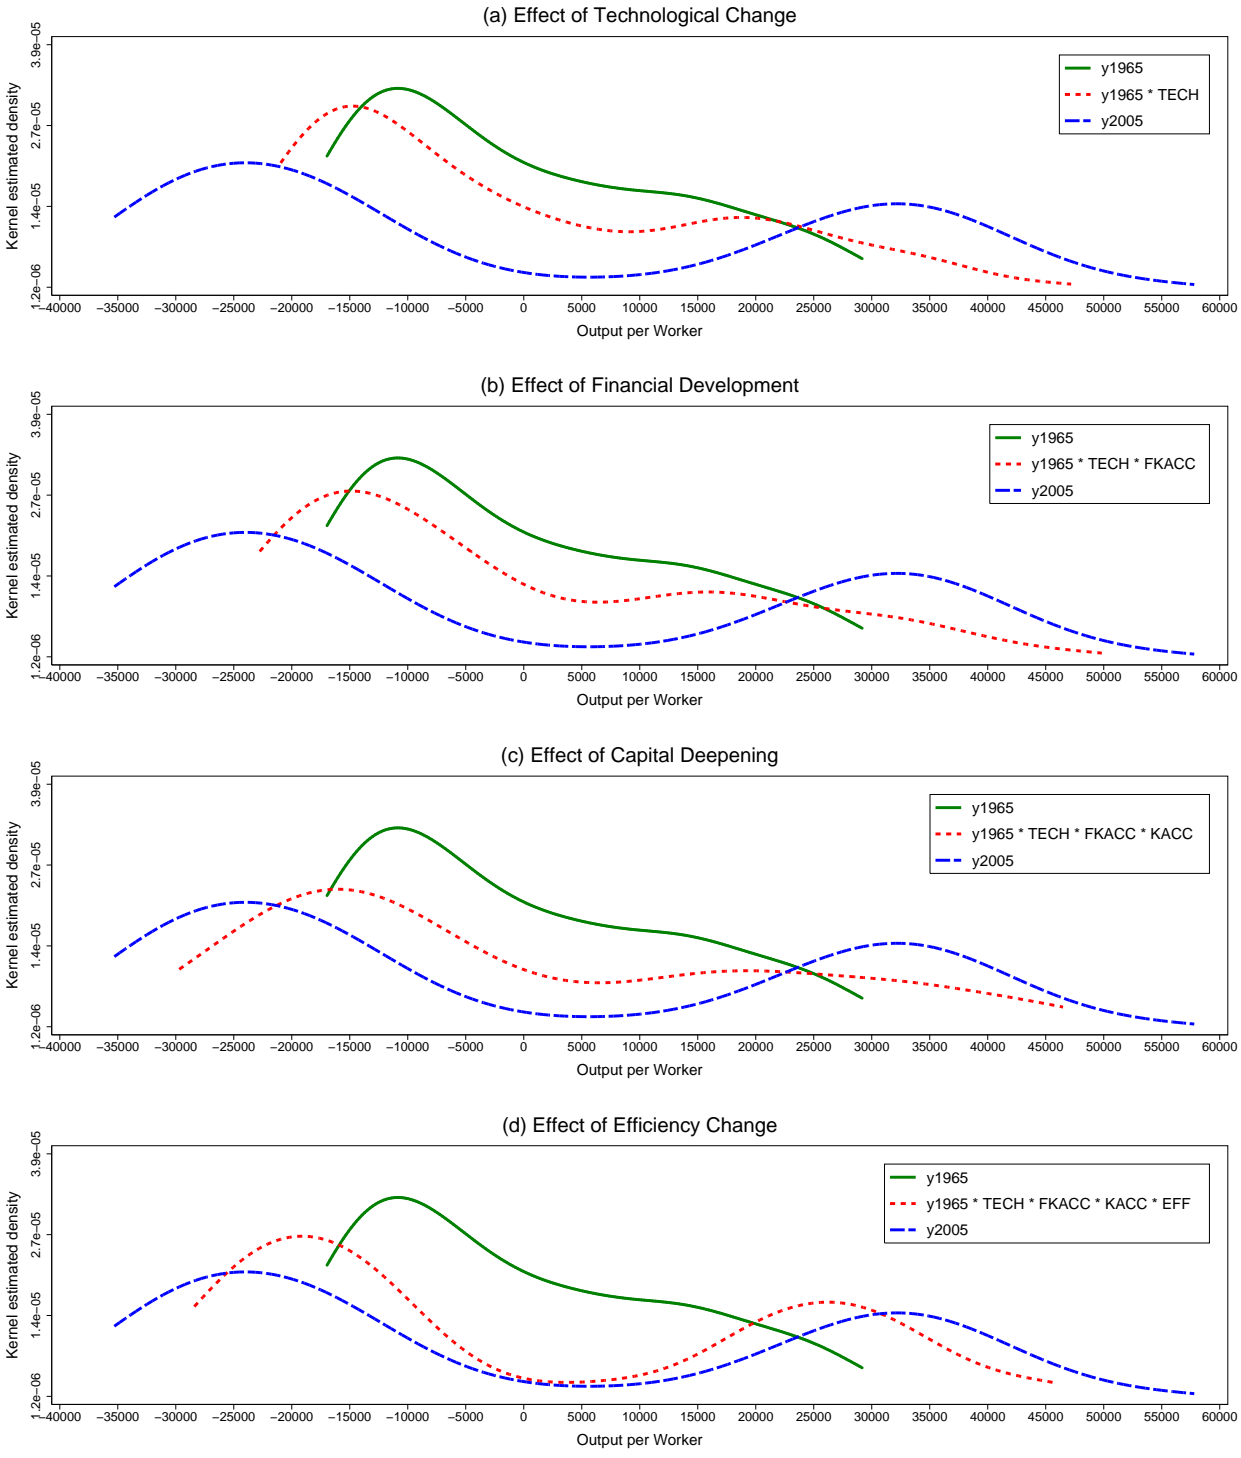 (a) Effect of Technological Change
Kernel estimated density
3.9e−05
2.7e−05
1.4e−05
1.2e−06
y1965
y1965 * TECH
y2005
−40000 −35000 −30000 −25000 −20000 −15000 −10000 −5000 0 5000 10000 15000 20000 25000 30000 35000 40000 45000 50000 55000 60000
Output per Worker
(b) Effect of Financial Development
Kernel estimated density
3.9e−05
2.7e−05
1.4e−05
1.2e−06
y1965
y1965 * TECH * FKACC
y2005
−40000 −35000 −30000 −25000 −20000 −15000 −10000 −5000 0 5000 10000 15000 20000 25000 30000 35000 40000 45000 50000 55000 60000
Output per Worker
(c) Effect of Capital Deepening
Kernel estimated density
3.9e−05
2.7e−05
1.4e−05
1.2e−06
y1965
y1965 * TECH * FKACC * KACC
y2005
−40000 −35000 −30000 −25000 −20000 −15000 −10000 −5000 0 5000 10000 15000 20000 25000 30000 35000 40000 45000 50000 55000 60000
Output per Worker
(d) Effect of Efficiency Change
Kernel estimated density
3.9e−05
2.7e−05
1.4e−05
1.2e−06
y1965
y1965 * TECH * FKACC * KACC * EFF
y2005
−40000 −35000 −30000 −25000 −20000 −15000 −10000 −5000 0 5000 10000 15000 20000 25000 30000 35000 40000 45000 50000 55000 60000
Output per Worker